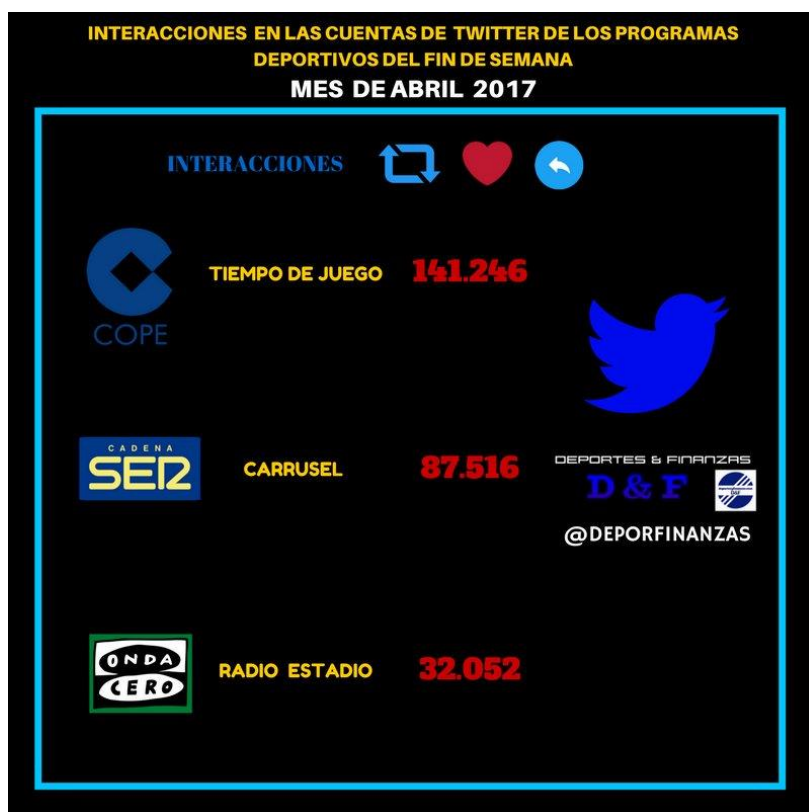 INTERACCIONES EN LAS CUENTAS DE TWITTER DE LOS PROGRAMAS
DEPORTIVOS DEL FIN DE SEMANA
MES DE ABRIL 2017
INTERACCIONES
COPE
TIEMPO DE JUEGO 141.246
CADENA
SER
CARRUSEL 87.516
DEPORTES & FINANZAS
D & F
@DEPORFINANZAS
ONDA
CERO
RADIO ESTADIO 32.052